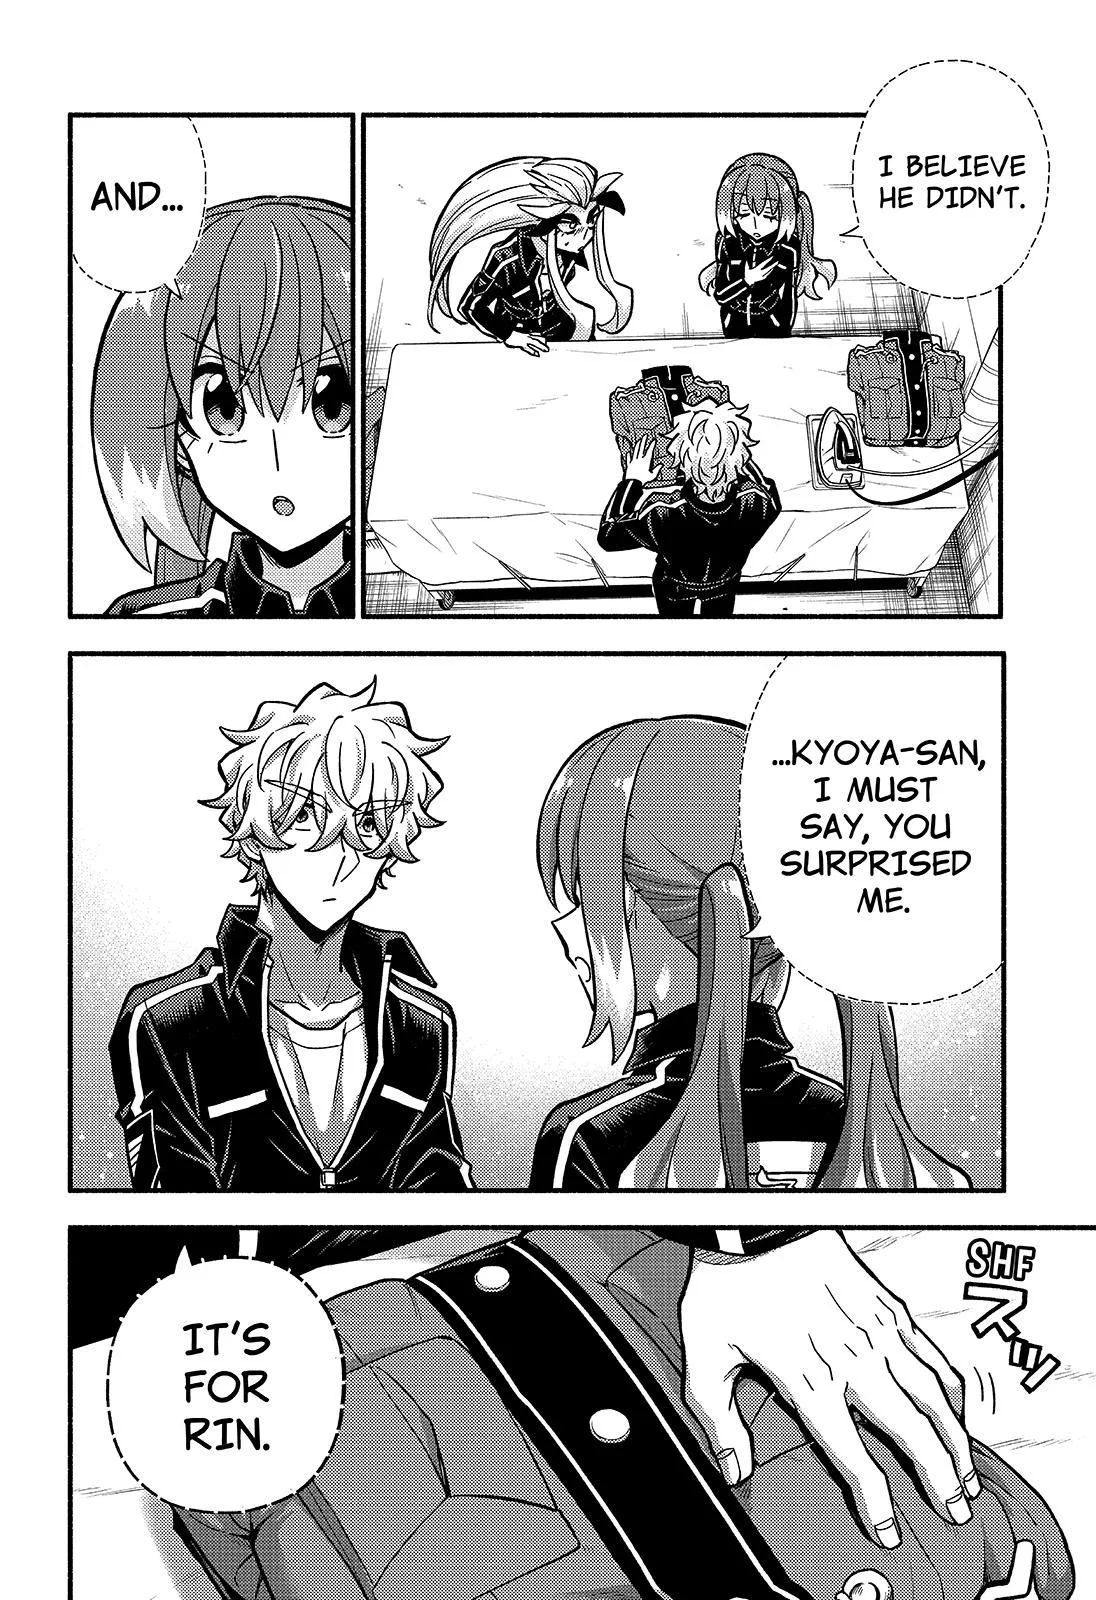 I BELIEVE
HE DIDN'T.
AND...
...KYOYA-SAN,
I MUST
SAY, YOU
SURPRISED
ME.
SHF
スッ
IT'S
FOR
RIN.